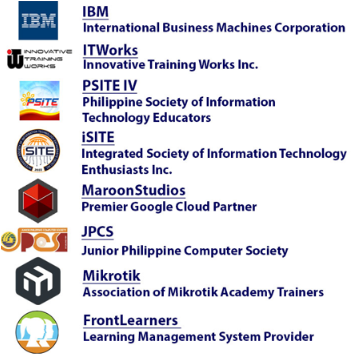 IBM
IBM
International Business Machines Corporation
INNOVATIVE
TRAINING
WORKS
ITWorks
Innovative Training Works Inc.
PSITE
PSITE IV
Philippine Society of Information
Technology Educators
SITE
iSITE
Integrated Society of Information Technology
Enthusiasts Inc.
MaroonStudios
Premier Google Cloud Partner
JPCS
JPCS
Junior Philippine Computer Society
Mikrotik
Association of Mikrotik Academy Trainers
FrontLearners
Learning Management System Provider